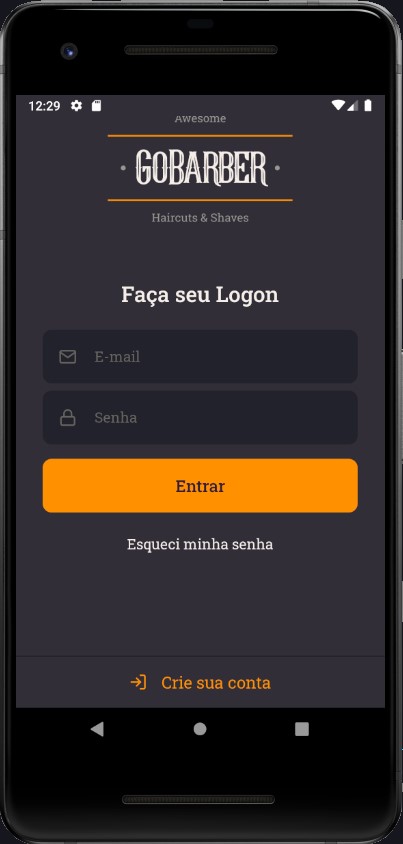 12:29
Awesome
GOBARBER
Haircuts & Shaves
Faça seu Logon
E-mail
Senha
Entrar
Esqueci minha senha
Crie sua conta